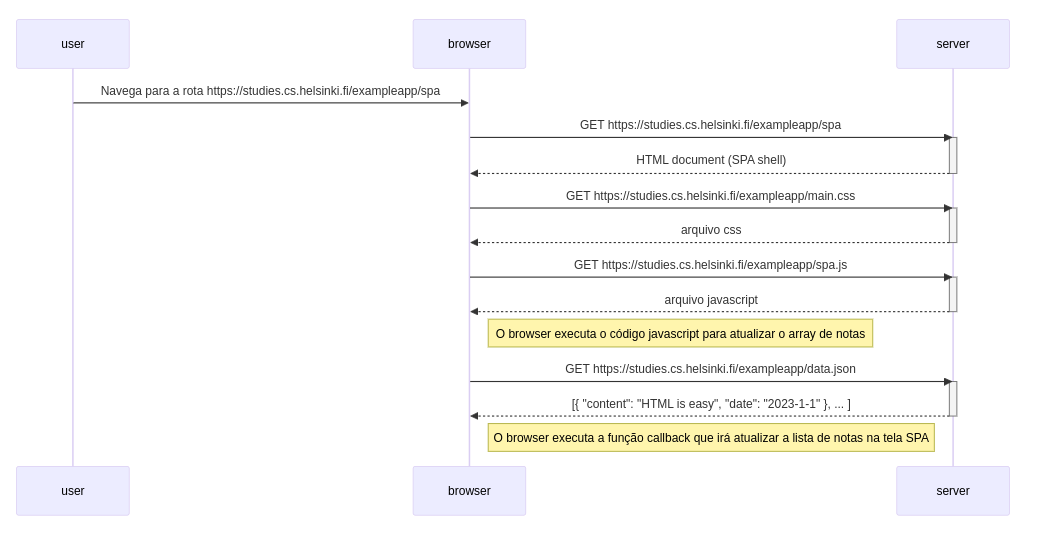 user
browser
server
Navega para a rota https://studies.cs.helsinki.fi/exampleapp/spa
GET https://studies.cs.helsinki.fi/exampleapp/spa
HTML document (SPA shell)
GET https://studies.cs.helsinki.fi/exampleapp/main.css
arquivo css
GET https://studies.cs.helsinki.fi/exampleapp/spa.js
arquivo javascript
O browser executa o código javascript para atualizar o array de notas
GET https://studies.cs.helsinki.fi/exampleapp/data.json
[{ "content": "HTML is easy", "date": "2023-1-1" }, ... ]
O browser executa a função callback que irá atualizar a lista de notas na tela SPA
user
browser
server